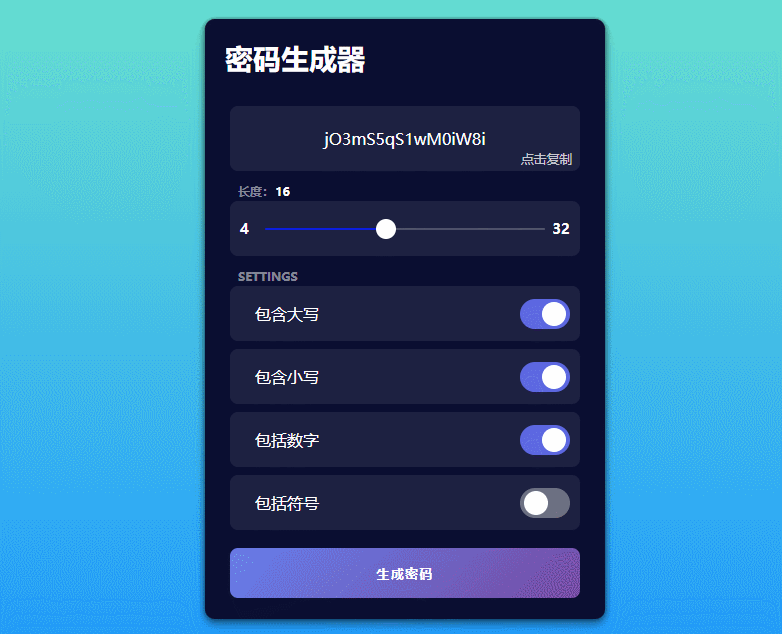 密码生成器
jO3mS5qS1wM0iW8i
点击复制
长度：16
4 32
SETTINGS
包含大写
包含小写
包括数字
包括符号
生成密码